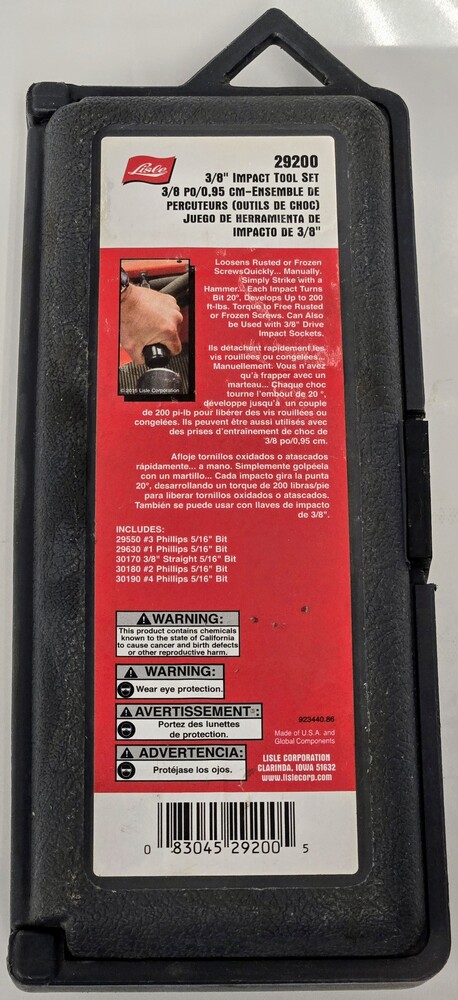 Lisle
29200
3/8" IMPACT TOOL SET
3/8 PO/0,95 CM-ENSEMBLE DE
PERCUTEURS (OUTILS DE CHOC)
JUEGO DE HERRAMIENTA DE
IMPACTO DE 3/8"
Loosens Rusted or Frozen
ScrewsQuickly... Manually.
Simply Strike with a
Hammer... Each Impact Turns
Bit 20°, Develops Up to 200
ft-lbs. Torque to Free Rusted
or Frozen Screws. Can Also
be Used with 3/8" Drive
Impact Sockets.
© 2015 Lisle Corporation
Ils détachent rapidement les
vis rouillées ou congelées...
Manuellement. Vous n'avez
qu'à frapper avec un
marteau... Chaque choc
tourne l'embout de 20 °,
développe jusqu'à un couple
de 200 pi-lb pour libérer des vis rouillées ou
congelées. Ils peuvent être aussi utilisés avec
des prises d'entraînement de choc de
3/8 po/0,95 cm.
Afloje tornillos oxidados o atascados
rápidamente... a mano. Simplemente golpéela
con un martillo... Cada impacto gira la punta
20°, desarrollando un torque de 200 libras/pie
para liberar tornillos oxidados o atascados.
También se puede usar con llaves de impacto
de 3/8".
INCLUDES:
29550 #3 Phillips 5/16" Bit
29630 #1 Phillips 5/16" Bit
30170 3/8" Straight 5/16" Bit
30180 #2 Phillips 5/16" Bit
30190 #4 Phillips 5/16" Bit
WARNING:
This product contains chemicals
known to the state of California
to cause cancer and birth defects
or other reproductive harm.
WARNING:
Wear eye protection.
AVERTISSEMENT:
Portez des lunettes
de protection.
ADVERTENCIA:
Protéjase los ojos.
923440.86
Made of U.S.A. and
Global Components
LISLE CORPORATION
CLARINDA, IOWA 51632
www.lislecorp.com
0 83045 29200 5